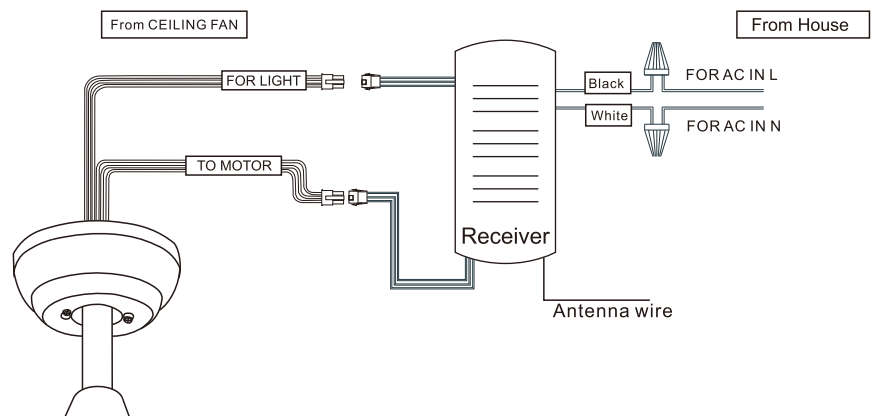 From CEILING FAN
From House
FOR LIGHT
Black
FOR AC IN L
White
FOR AC IN N
TO MOTOR
Receiver
Antenna wire